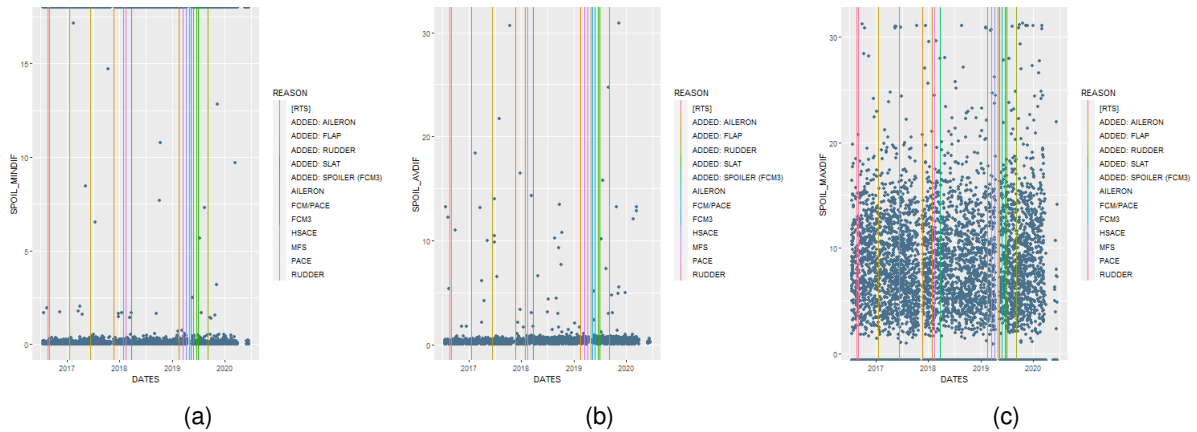 15
10
5
0
SPOIL_MINDIF
2017
2018
2019
2020
DATES
REASON
[RTS]
ADDED: AILERON
ADDED: FLAP
ADDED: RUDDER
ADDED: SLAT
ADDED: SPOILER (FCM3)
AILERON
FCM/PACE
FCM3
HSACE
MFS
PACE
RUDDER
(a)
30
20
10
0
SPOIL_AVDIF
2017
2018
2019
2020
DATES
REASON
[RTS]
ADDED: AILERON
ADDED: FLAP
ADDED: RUDDER
ADDED: SLAT
ADDED: SPOILER (FCM3)
AILERON
FCM/PACE
FCM3
HSACE
MFS
PACE
RUDDER
(b)
30
20
10
0
SPOIL_MAXDIF
2017
2018
2019
2020
DATES
REASON
[RTS]
ADDED: AILERON
ADDED: FLAP
ADDED: RUDDER
ADDED: SLAT
ADDED: SPOILER (FCM3)
AILERON
FCM/PACE
FCM3
HSACE
MFS
PACE
RUDDER
(c)